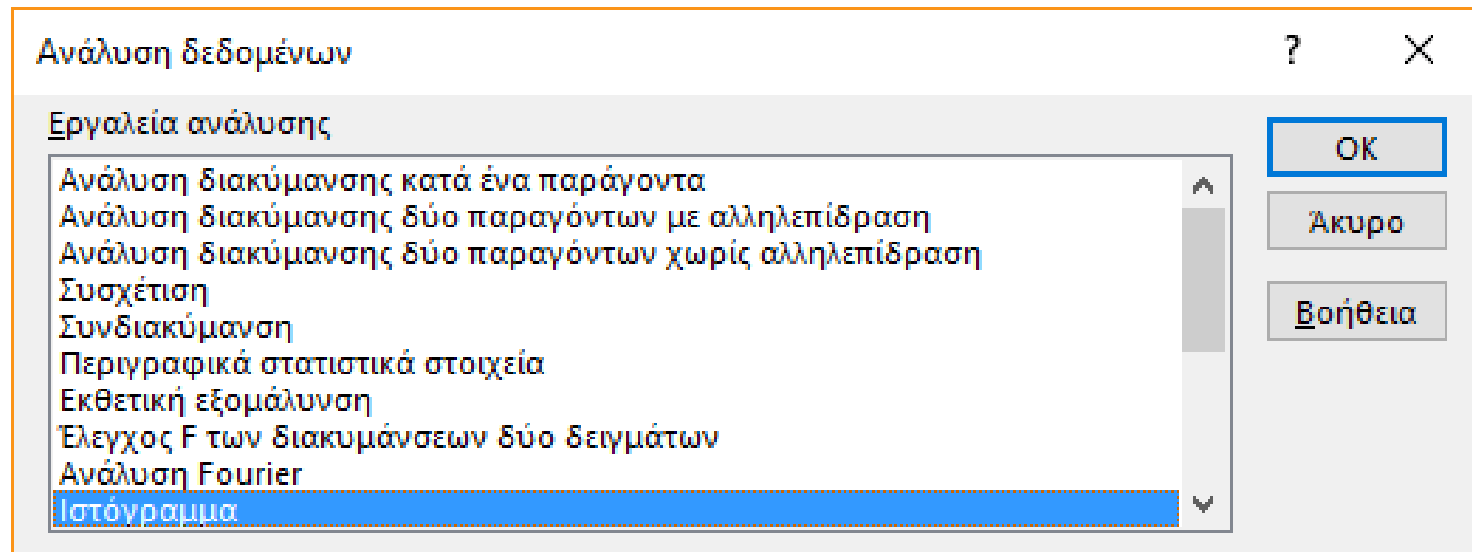 Ανάλυση δεδομένων
?
Εργαλεία ανάλυσης
Ανάλυση διακύμανσης κατά ένα παράγοντα
Ανάλυση διακύμανσης δύο παραγόντων με αλληλεπίδραση
Ανάλυση διακύμανσης δύο παραγόντων χωρίς αλληλεπίδραση
Συσχέτιση
Συνδιακύμανση
Περιγραφικά στατιστικά στοιχεία
Εκθετική εξομάλυνση
Έλεγχος F των διακυμάνσεων δύο δειγμάτων
Ανάλυση Fourier
Ιστόγραμμα
OK
Άκυρο
Βοήθεια